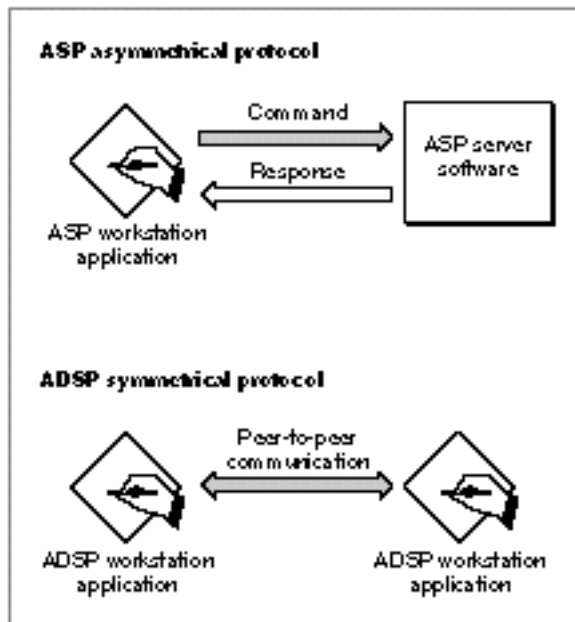 ASP asymmetrical protocol
Command
Response
ASP server
software
ASP workstation
application
ADSP symmetrical protocol
Peer-to-peer
communication
ADSP workstation
application
ADSP workstation
application